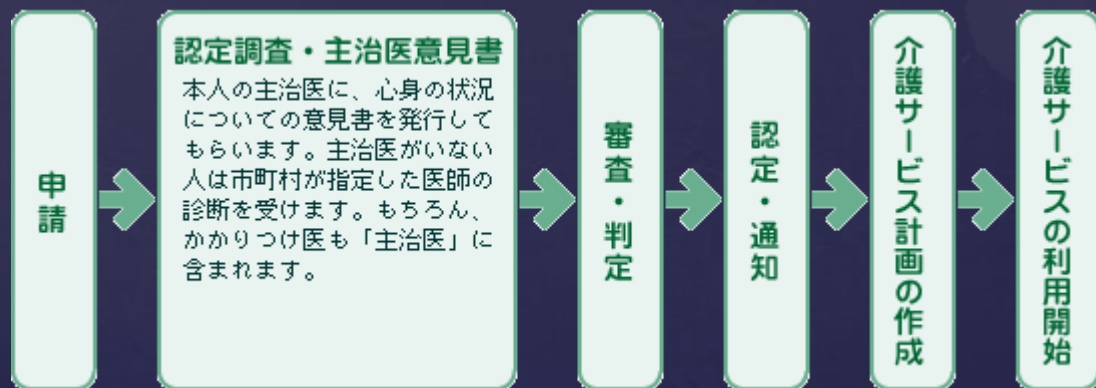 申請
認定調査・主治医意見書
本人の主治医に、心身の状況
についての意見書を発行して
もらいます。主治医がいない
人は市町村が指定した医師の
診断を受けます。もちろん、
かかりつけ医も「主治医」に
含まれます。
審査・判定
認定・通知
介護サービス計画の作成
介護サービスの利用開始